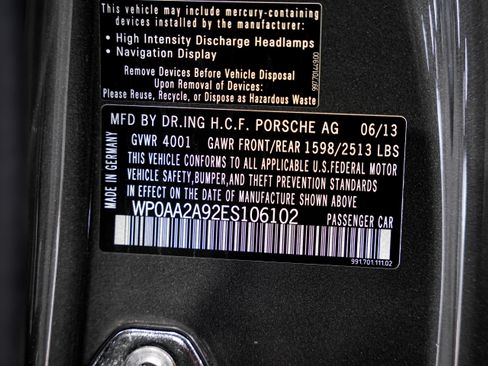 This vehicle may include mercury-containing
devices installed by the manufacturer:
• High Intensity Discharge Headlamps
• Navigation Display
Remove Devices Before Vehicle Disposal
Upon Removal of Devices:
Please Reuse, Recycle, or Dispose as Hazardous Waste
MADE IN GERMANY
MFD BY DR.ING H.C.F. PORSCHE AG 06/13
GVWR 4001 GAWR FRONT/REAR 1598/2513 LBS
THIS VEHICLE CONFORMS TO ALL APPLICABLE U.S.FEDERAL MOTOR
VEHICLE SAFETY,BUMPER,AND THEFT PREVENTION STANDARDS
IN EFFECT ON THE DATE OF MANUFACTURE SHOWN ABOVE
WP0AA2A92ES106102 PASSENGER CAR
991.701.111.02